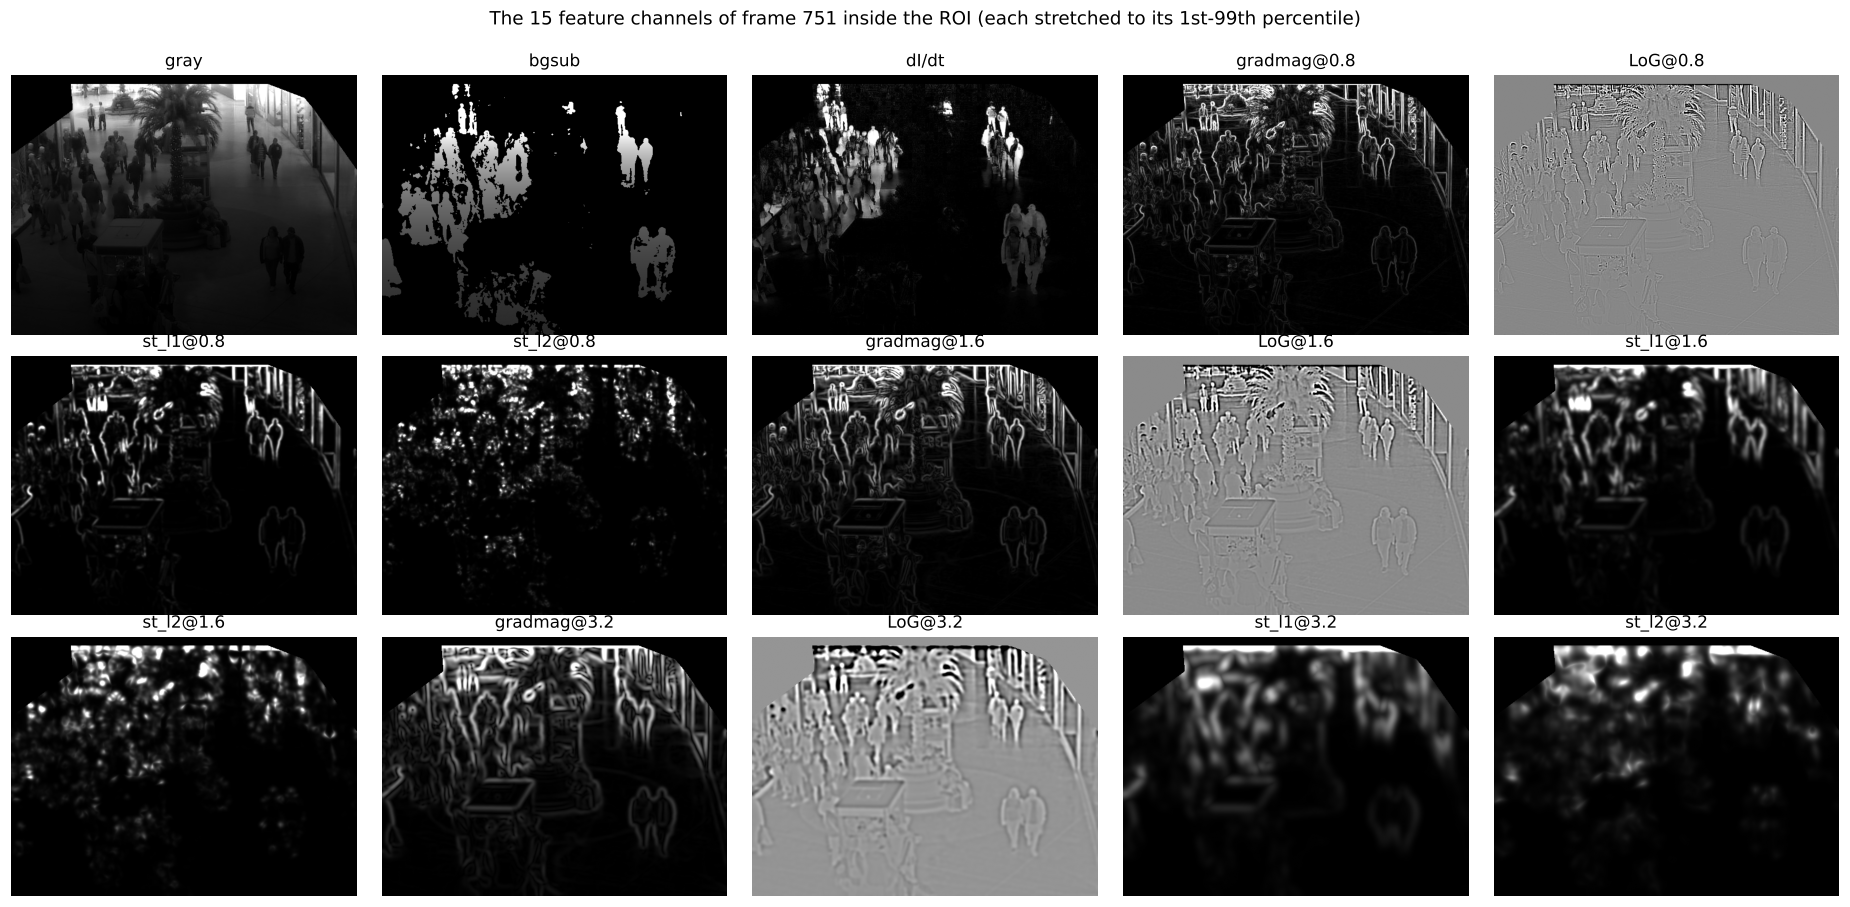 The 15 feature channels of frame 751 inside the ROI (each stretched to its 1st-99th percentile)
gray
bgsub
dI/dt
gradmag@0.8
LoG@0.8
st_l1@0.8
st_l2@0.8
gradmag@1.6
LoG@1.6
st_l1@1.6
st_l2@1.6
gradmag@3.2
LoG@3.2
st_l1@3.2
st_l2@3.2